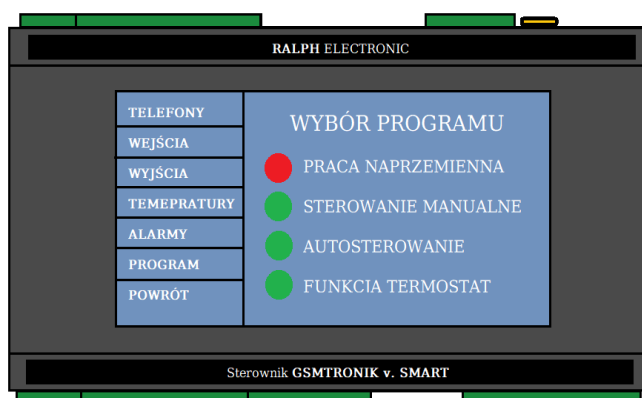 RALPH ELECTRONIC
TELEFONY
WEJŚCIA
WYJŚCIA
TEMEPRATURY
ALARMY
PROGRAM
POWRÓT
WYBÓR PROGRAMU
PRACA NAPRZEMIENNA
STEROWANIE MANUALNE
AUTOSTEROWANIE
FUNKCIA TERMOSTAT
Sterownik GSMTRONIK v. SMART